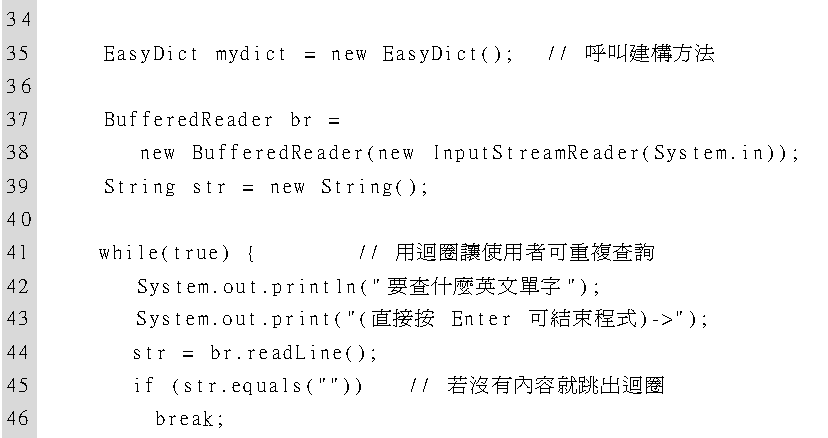 34
35 EasyDict mydict = new EasyDict(); // 呼叫建構方法
36
37 BufferedReader br =
38 new BufferedReader(new InputStreamReader(System.in));
39 String str = new String();
40
41 while(true) { // 用迴圈讓使用者可重複查詢
42 System.out.println("要查什麼英文單字");
43 System.out.print("(直接按 Enter 可結束程式)->");
44 str = br.readLine();
45 if (str.equals("")) // 若沒有內容就跳出迴圈
46 break;